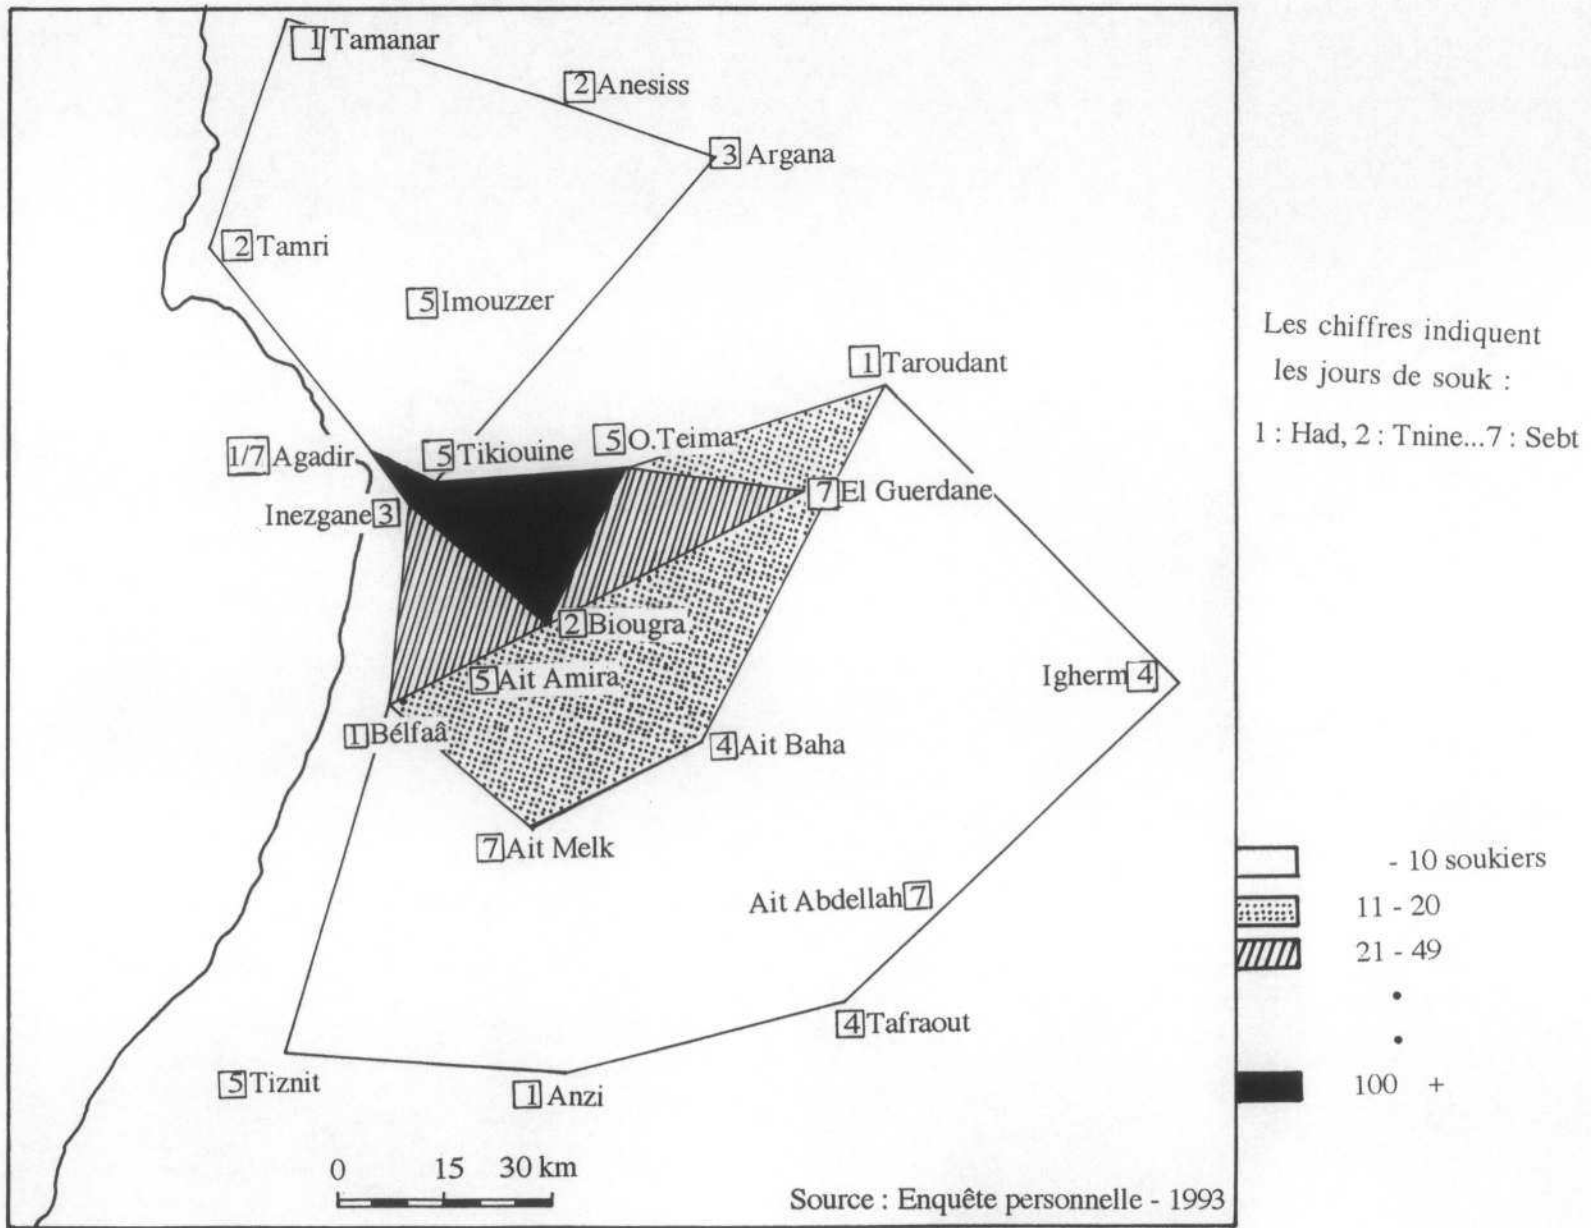 1 Tamanar
2 Anesiss
3 Argana
2 Tamri
5 Imouzzer
1 Taroudant
1/7 Agadir
5 Tikiouine
5 O.Teima
Inezgane 3
7 El Guerdane
2 Biougra
5 Ait Amira
Igherm 4
1 Bélfaâ
4 Ait Baha
7 Ait Melk
Ait Abdellah 7
4 Tafraout
5 Tiznit
1 Anzi
0 15 30 km
Source : Enquête personnelle - 1993
Les chiffres indiquent
les jours de souk :
1 : Had, 2 : Tnine...7 : Sebt
- 10 soukiers
11 - 20
21 - 49
100 +